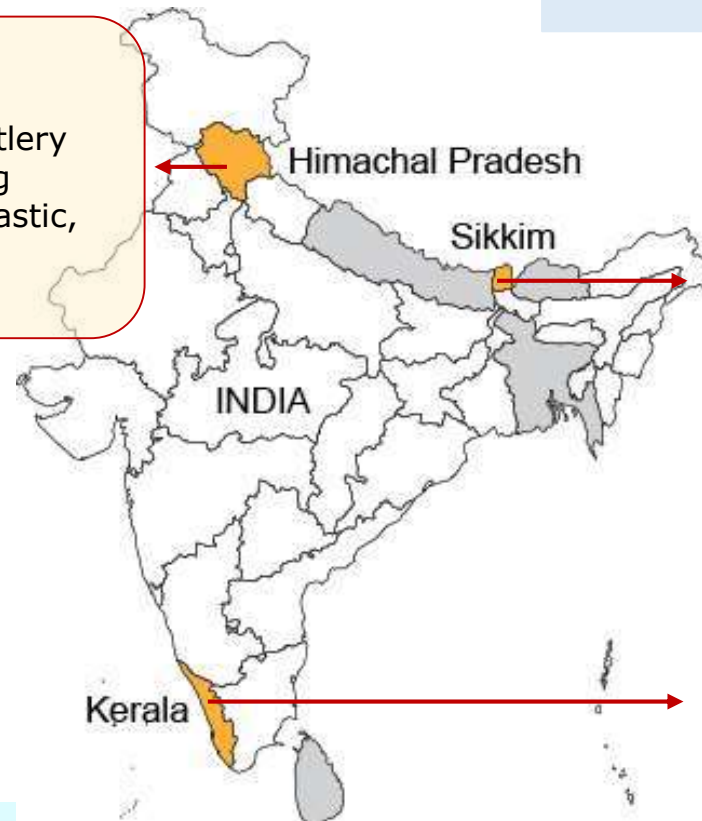 tlery
g
astic,
Himachal Pradesh
Sikkim
INDIA
Kerala